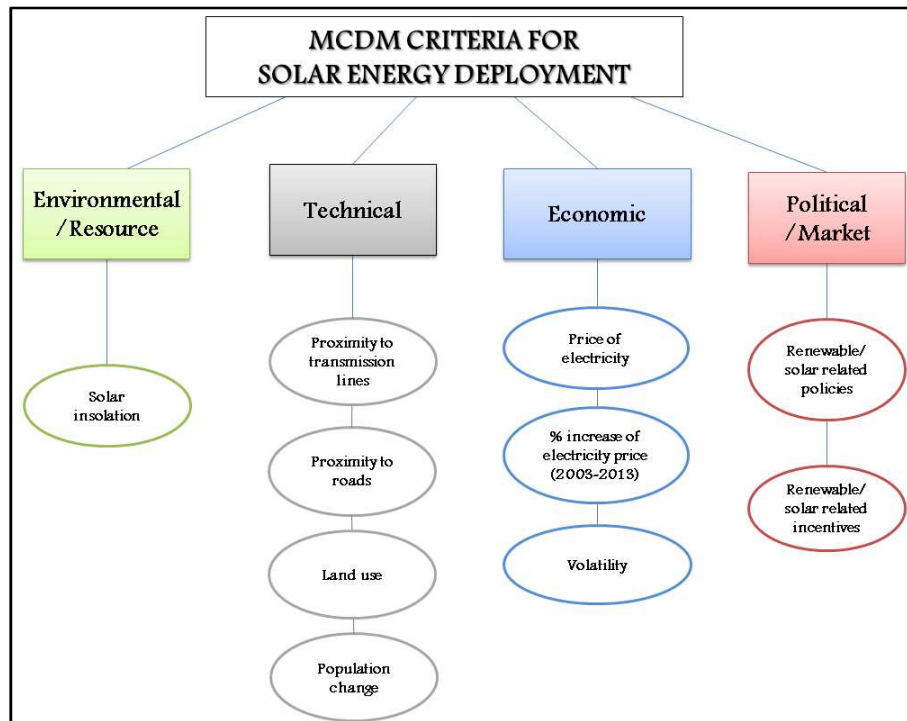 MCDM CRITERIA FOR
SOLAR ENERGY DEPLOYMENT
Environmental
/Resource
Technical
Economic
Political
/Market
Solar
insolation
Proximity to
transmission
lines
Proximity to
roads
Land use
Population
change
Price of
electricity
% increase of
electricity price
(2003-2013)
Volatility
Renewable/
solar related
policies
Renewable/
solar related
incentives